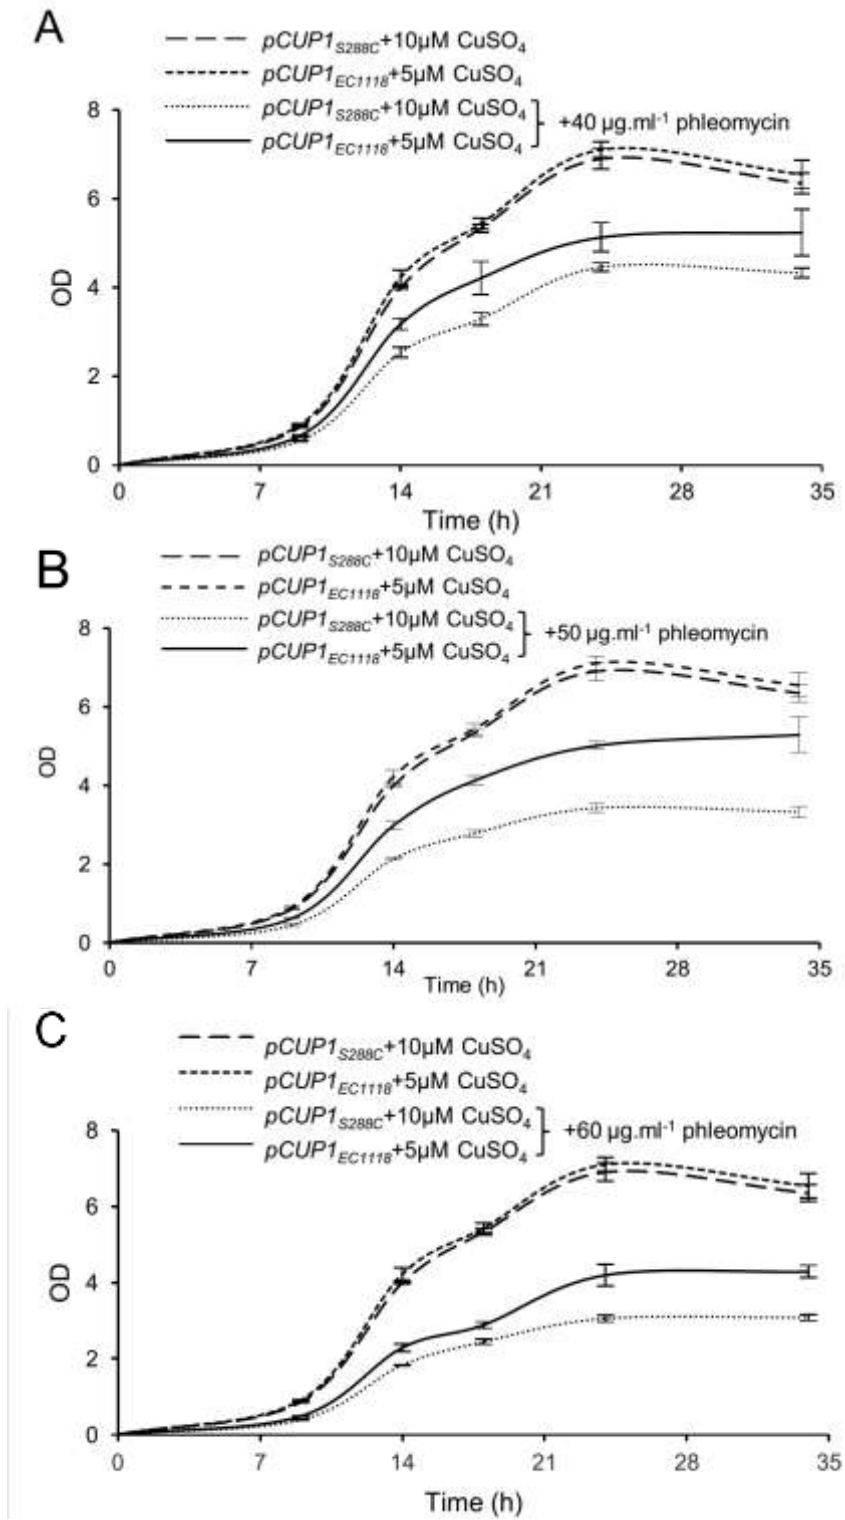 A
pCUP1S288C+10µM CuSO4
pCUP1EC1118+5µM CuSO4
pCUP1S288C+10µM CuSO4
pCUP1EC1118+5µM CuSO4
+40 µg.ml-1 phleomycin
8
6
4
2
0
OD
0 7 14 21 28 35
Time (h)
B
pCUP1S288C+10µM CuSO4
pCUP1EC1118+5µM CuSO4
pCUP1S288C+10µM CuSO4
pCUP1EC1118+5µM CuSO4
+50 µg.ml-1 phleomycin
8
6
4
2
0
OD
0 7 14 21 28 35
Time (h)
C
pCUP1S288C+10µM CuSO4
pCUP1EC1118+5µM CuSO4
pCUP1S288C+10µM CuSO4
pCUP1EC1118+5µM CuSO4
+60 µg.ml-1 phleomycin
8
6
4
2
0
OD
0 7 14 21 28 35
Time (h)